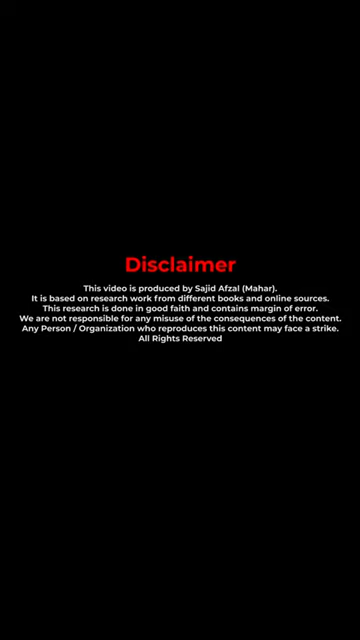 Disclaimer
This video is produced by Sajid Afzal (Mahar).
It is based on research work from different books and online sources.
This research is done in good faith and contains margin of error.
We are not responsible for any misuse of the consequences of the content.
Any Person / Organization who reproduces this content may face a strike.
All Rights Reserved